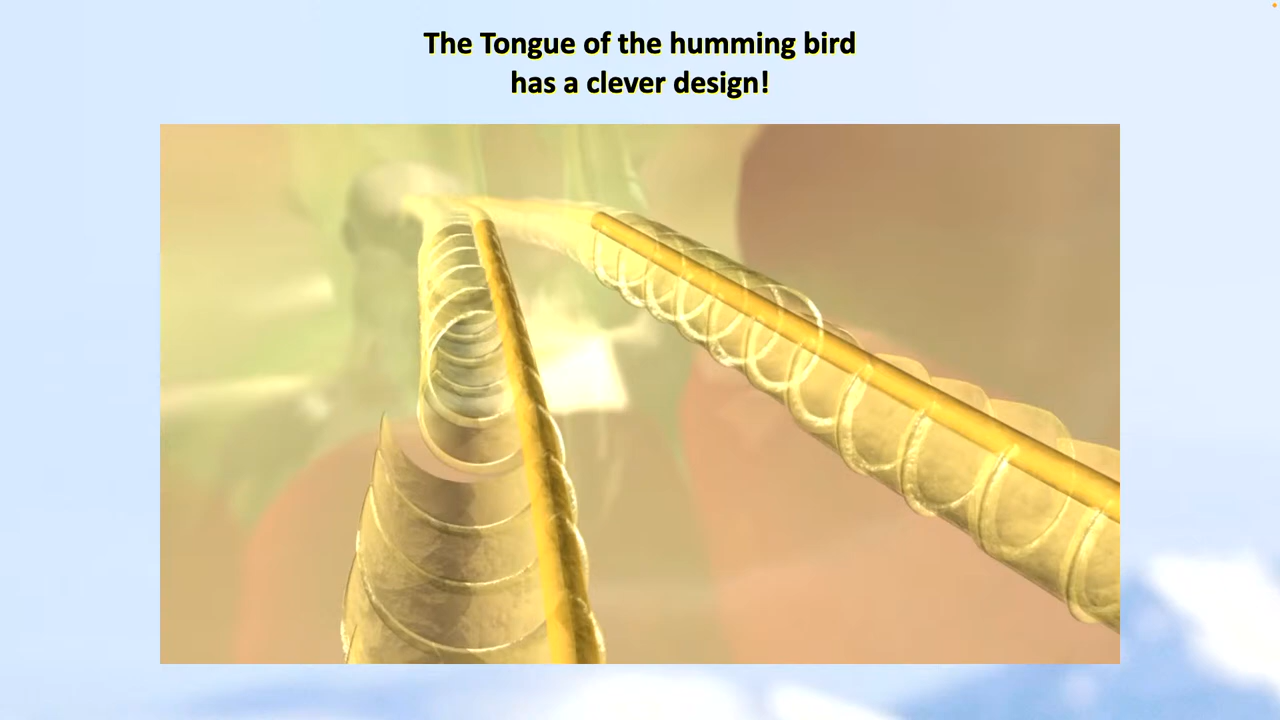 The Tongue of the humming bird
has a clever design!